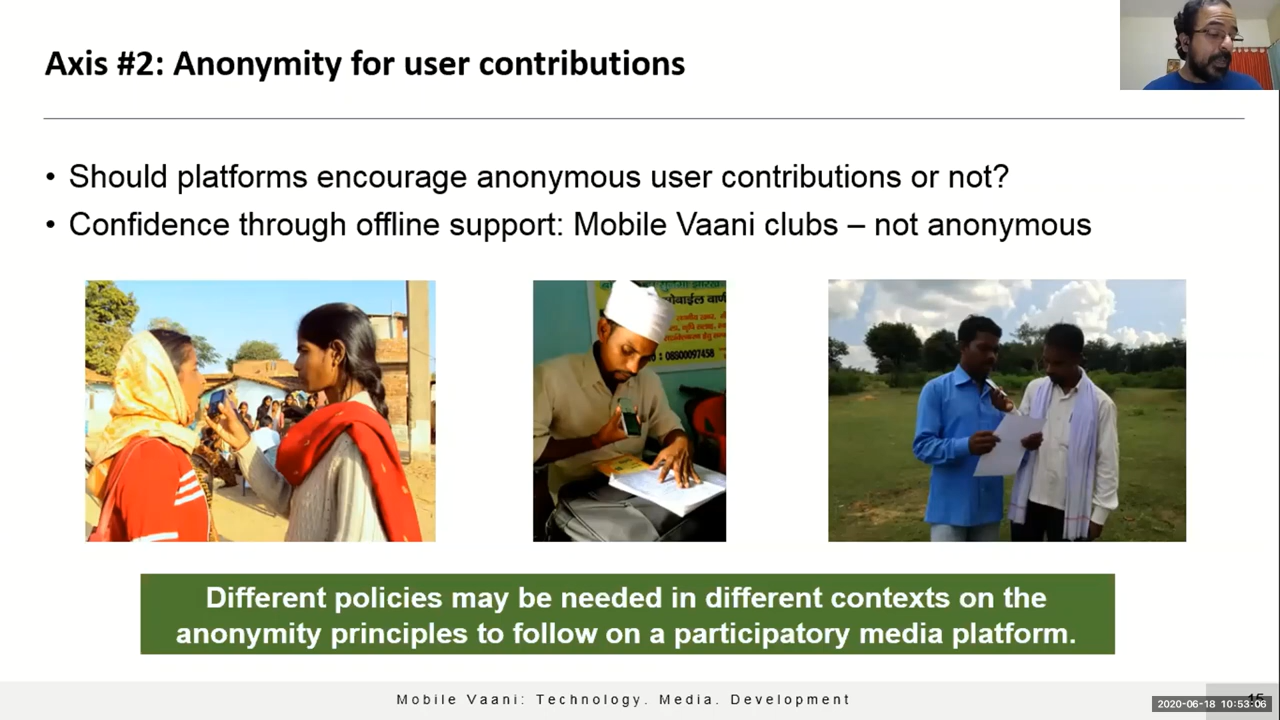 Axis #2: Anonymity for user contributions
• Should platforms encourage anonymous user contributions or not?
• Confidence through offline support: Mobile Vaani clubs – not anonymous
: 08800097458
Different policies may be needed in different contexts on the
anonymity principles to follow on a participatory media platform.
Mobile Vaani: Technology. Media. Development
15
2020-06-18 10:53:06